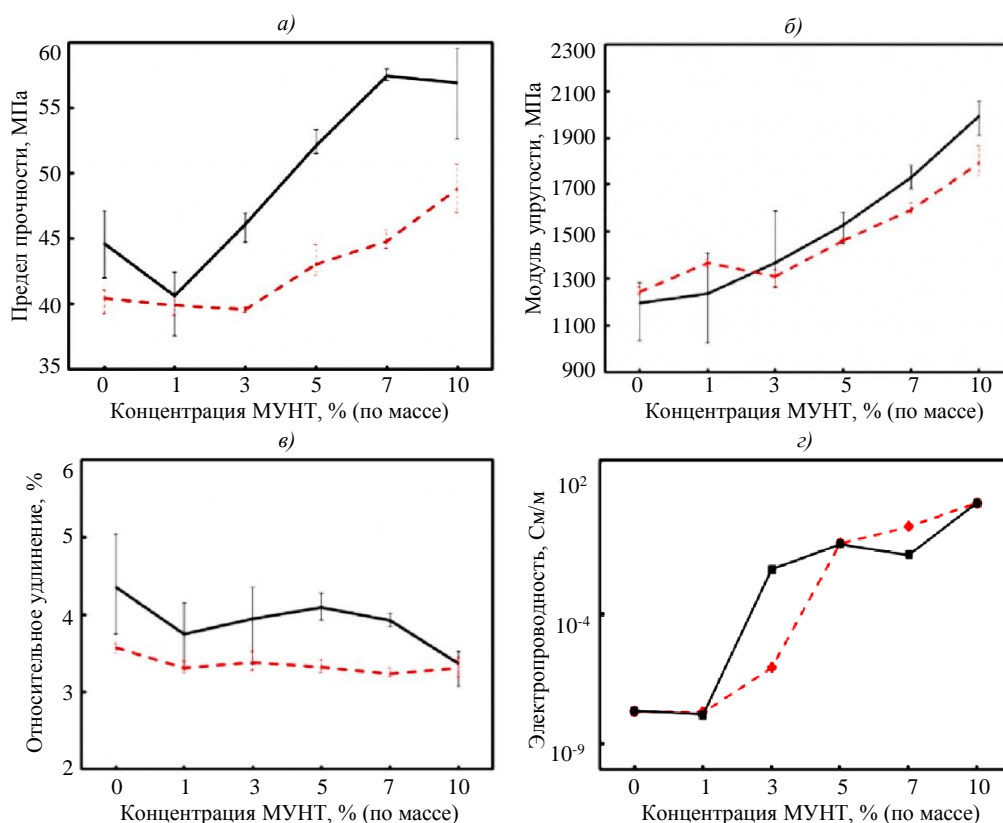 а)
Предел прочности, МПа
60
55
50
45
40
35
0 1 3 5 7 10
Концентрация МУНТ, % (по массе)
б)
Модуль упругости, МПа
2300
2100
1900
1700
1500
1300
1100
900
0 1 3 5 7 10
Концентрация МУНТ, % (по массе)
в)
Относительное удлинение, %
6
5
4
3
2
0 1 3 5 7 10
Концентрация МУНТ, % (по массе)
г)
Электропроводность, См/м
10²
10⁻⁴
10⁻⁹
0 1 3 5 7 10
Концентрация МУНТ, % (по массе)